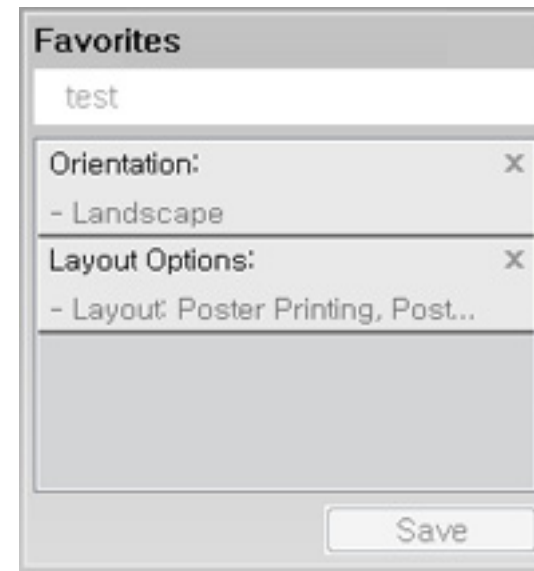 Favorites
test
Orientation: x
- Landscape
Layout Options: x
- Layout: Poster Printing, Post...
Save